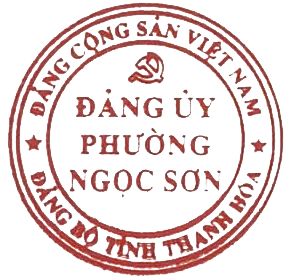 ĐẢNG CỘNG SẢN VIỆT NAM
ĐẢNG ỦY
PHƯỜNG
NGỌC SƠN
ĐẢNG BỘ TỈNH THANH HÓA